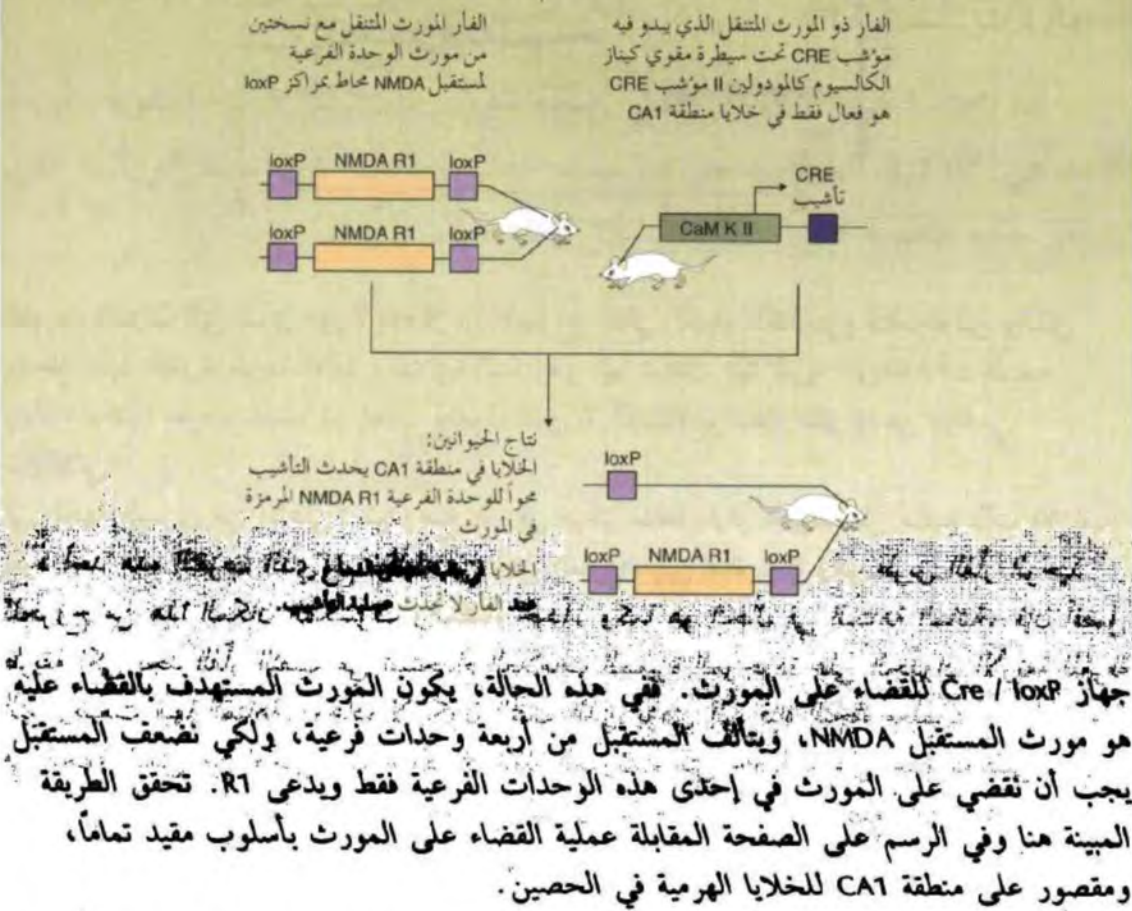 الفأر ذو المورث المتنقل الذي يبدو فيه
مؤشب CRE تحت سيطرة مقوي كيناز
الكالسيوم كالمودولين II مؤشب CRE
هو فعال فقط في خلايا منطقة CA1
الفأر المورث المتنقل مع نسختين
من مورث الوحدة الفرعية
لمستقبل NMDA محاط بمراكز loxP
loxP NMDA R1 loxP
loxP NMDA R1 loxP
CRE
تأشيب
CaM K II
نتاج الحيوانين:
الخلايا في منطقة CA1 يحدث التأشيب
محواً للوحدة الفرعية NMDA R1 المرمزة
في المورث
الخلايا
الفأر لا تحدث
loxP
loxP NMDA R1 loxP
جهاز Cre / loxP للقضاء على المورث. ففي هذه الحالة، يكون المورث المستهدف بالقضاء عليه
هو مورث المستقبل NMDA، ويتألف المستقبل من أربعة وحدات فرعية، ولكي نضعف المستقبل
يجب أن نقضي على المورث في إحدى هذه الوحدات الفرعية فقط ويدعى R1. تحقق الطريقة
المبينة هنا وفي الرسم على الصفحة المقابلة عملية القضاء على المورث بأسلوب مقيد تماماً،
ومقصور على منطقة CA1 للخلايا الهرمية في الحصين.